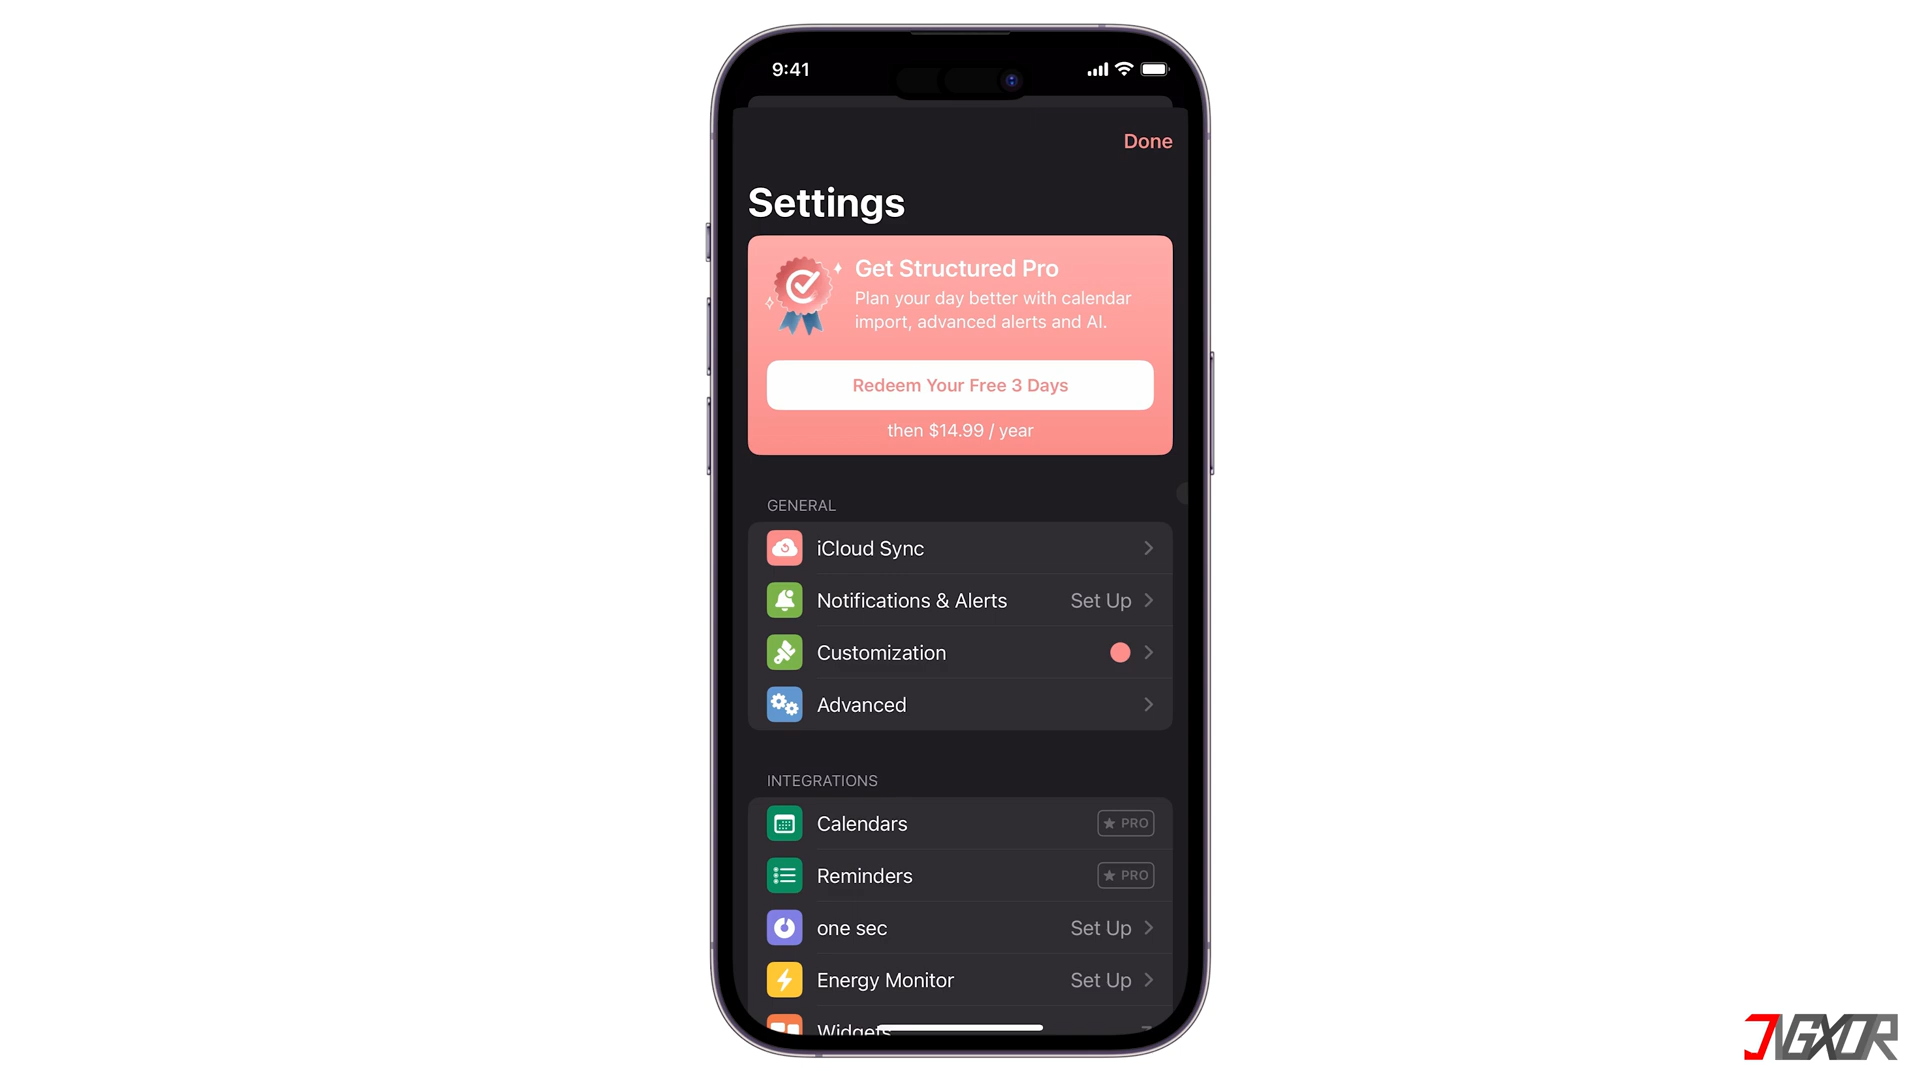 9:41
Done
Settings
Get Structured Pro
Plan your day better with calendar
import, advanced alerts and AI.
Redeem Your Free 3 Days
then $14.99 / year
GENERAL
iCloud Sync
Notifications & Alerts Set Up
Customization
Advanced
INTEGRATIONS
Calendars PRO
Reminders PRO
one sec Set Up
Energy Monitor Set Up
Widgets
JVGXOR